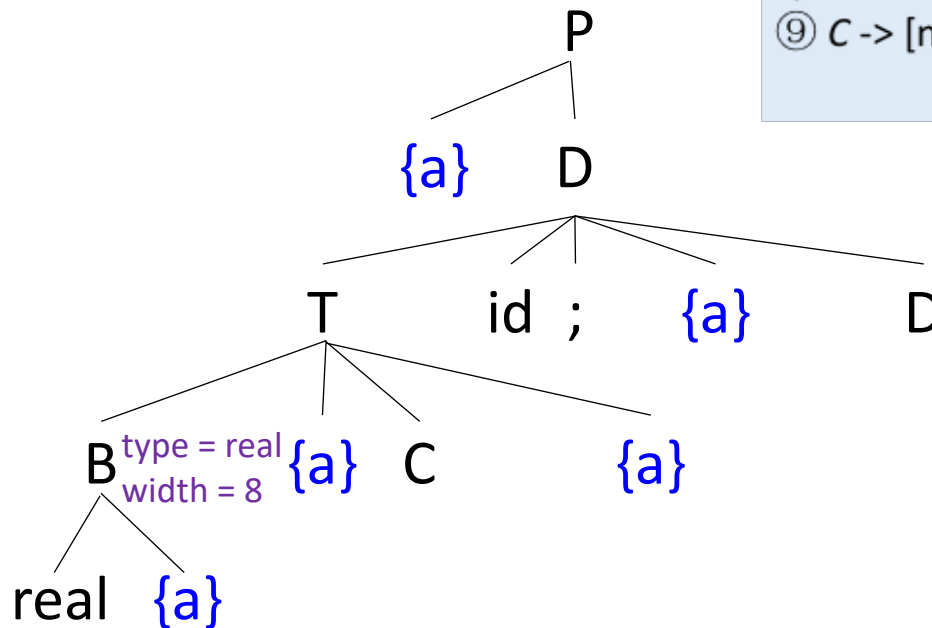 P
⑨ C -> [n
{a} D
T id ; {a} D
B type = real {a} C {a}
width = 8
real {a}